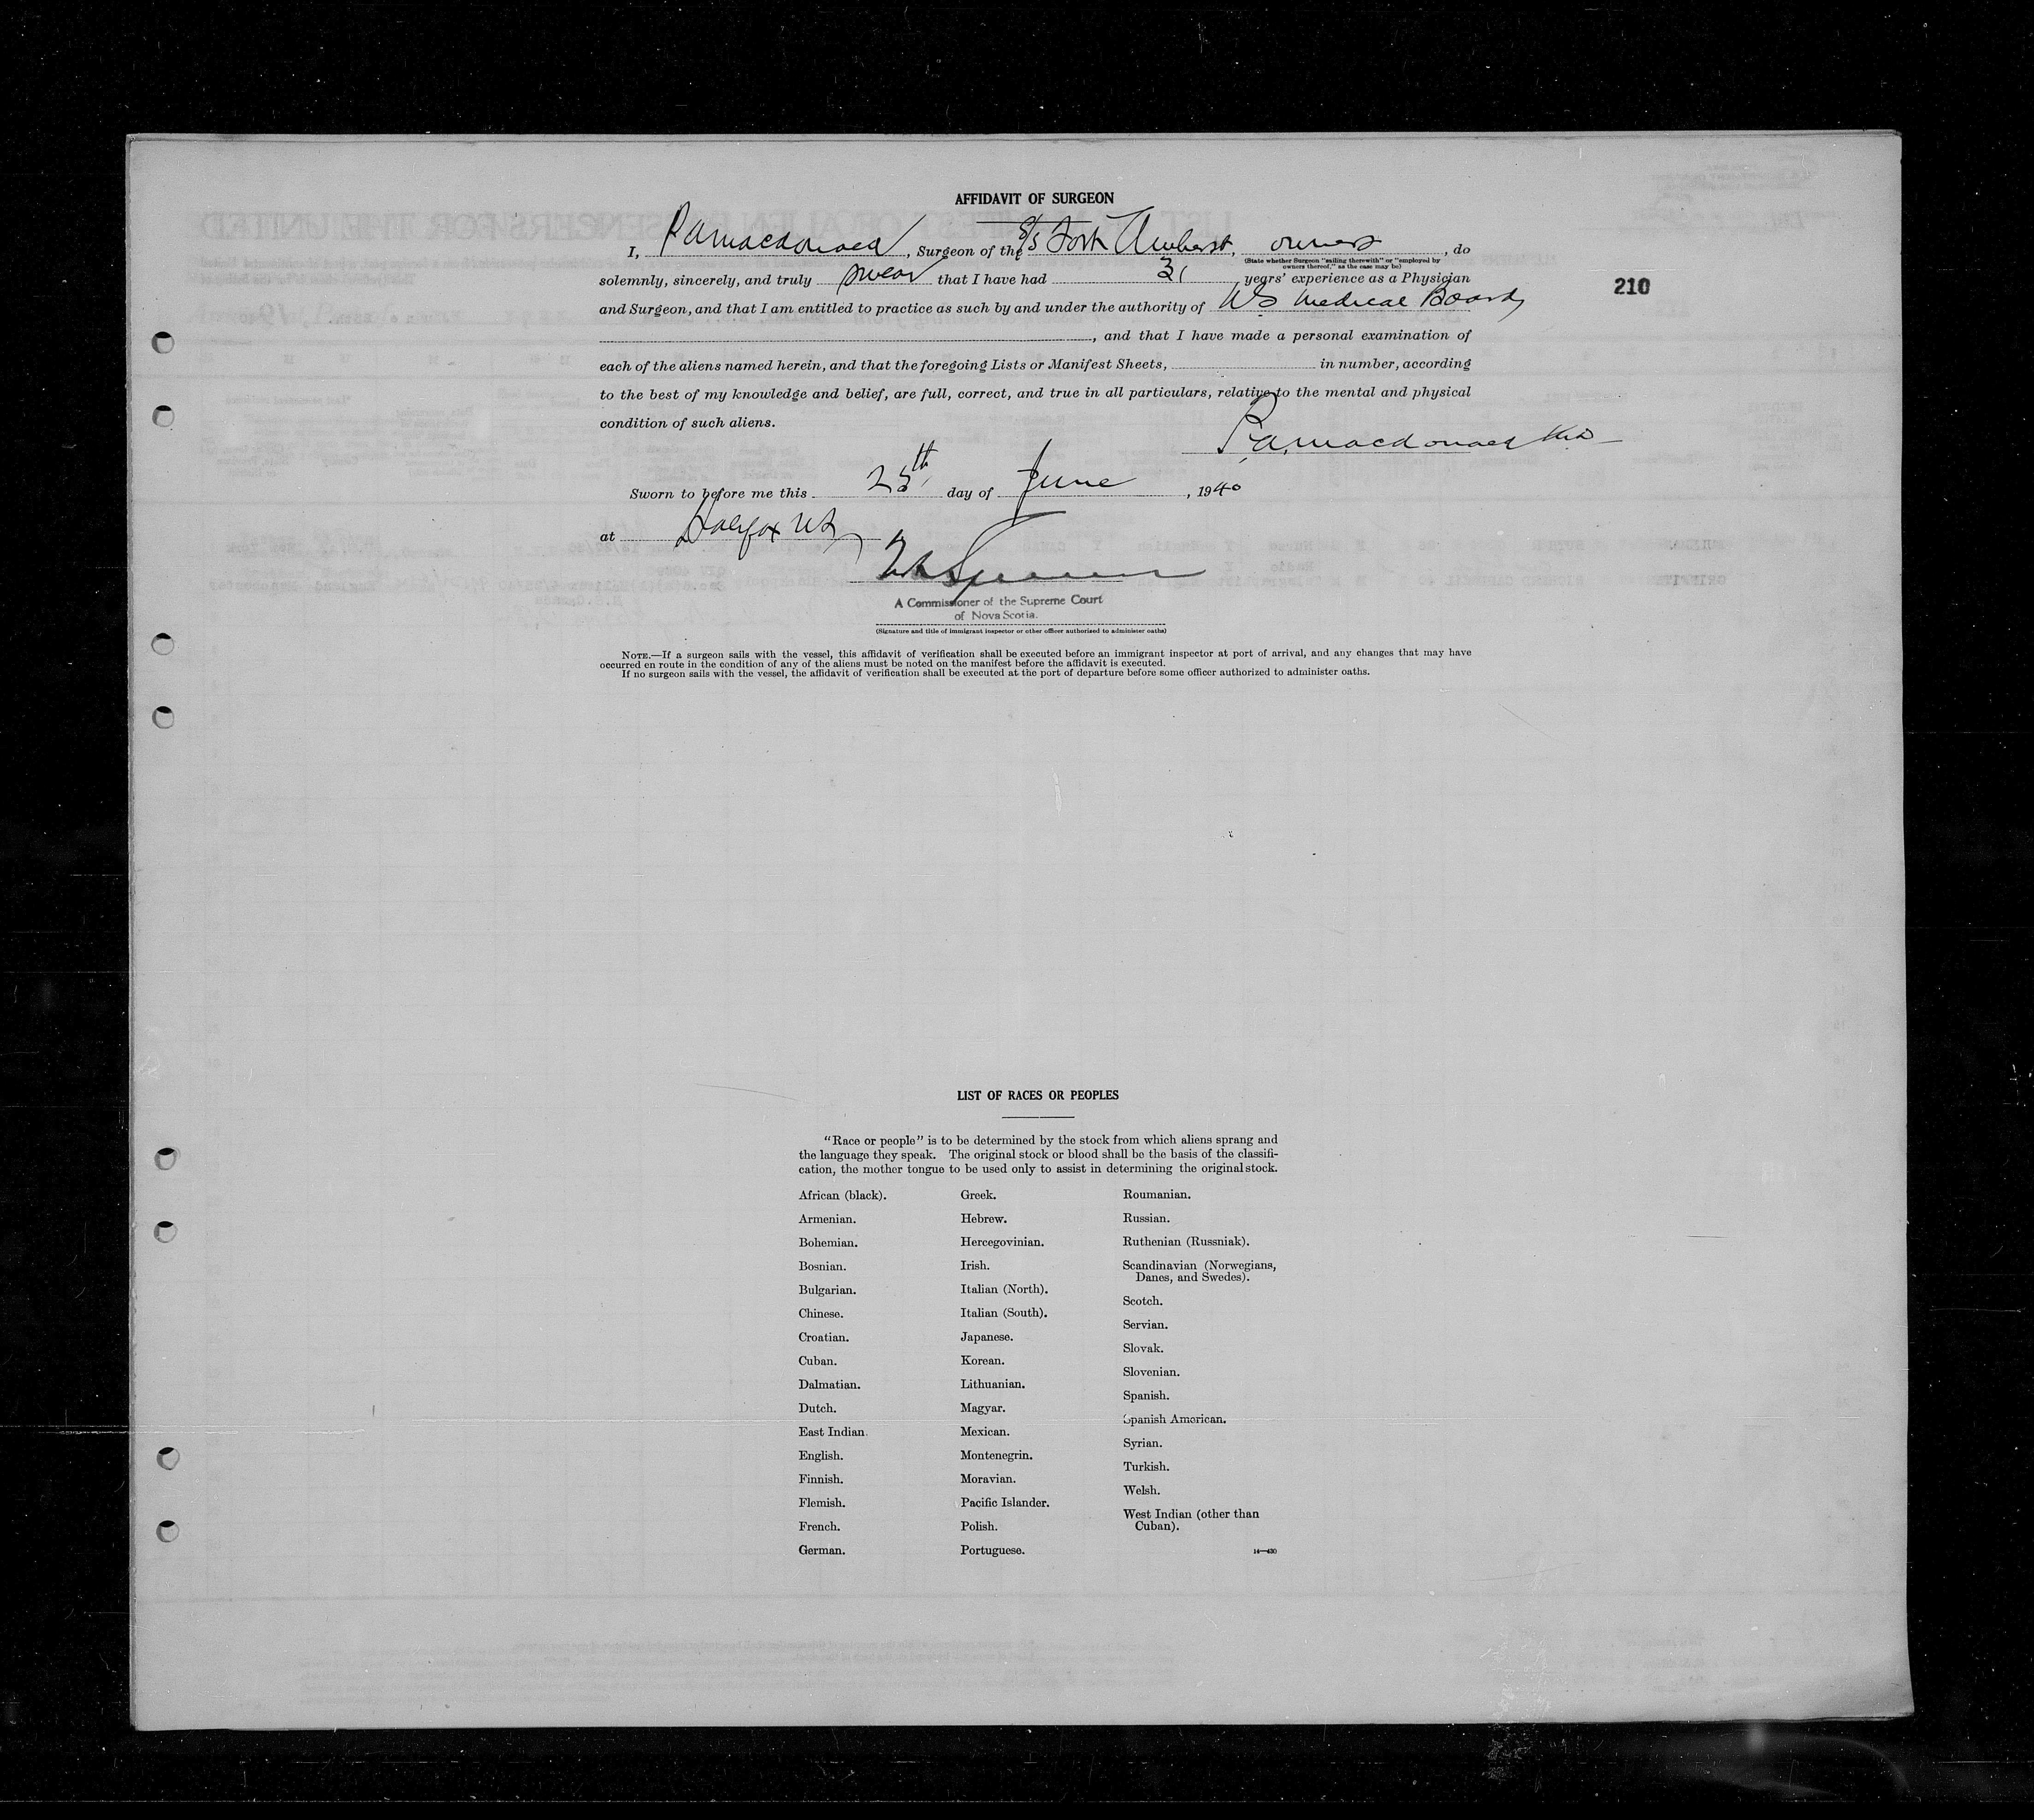 AFFIDAVIT OF SURGEON
I, R A Macdonald, Surgeon of the S/S Fort Amherst, owners, do
(State whether Surgeon "sailing therewith" or "employed by
owners thereof," as the case may be)
solemnly, sincerely, and truly swear that I have had 31 years' experience as a Physician
and Surgeon, and that I am entitled to practice as such by and under the authority of NS Medical Board
210
, and that I have made a personal examination of
each of the aliens named herein, and that the foregoing Lists or Manifest Sheets, in number, according
to the best of my knowledge and belief, are full, correct, and true in all particulars, relative to the mental and physical
condition of such aliens.
R.A. Macdonald MD
Sworn to before me this 25th day of June, 1940
at Halifax NS
A Commissioner of the Supreme Court
of Nova Scotia.
(Signature and title of immigrant inspector or other officer authorized to administer oaths)
NOTE.—If a surgeon sails with the vessel, this affidavit of verification shall be executed before an immigrant inspector at port of arrival, and any changes that may have
occurred en route in the condition of any of the aliens must be noted on the manifest before the affidavit is executed.
If no surgeon sails with the vessel, the affidavit of verification shall be executed at the port of departure before some officer authorized to administer oaths.
LIST OF RACES OR PEOPLES
"Race or people" is to be determined by the stock from which aliens sprang and
the language they speak. The original stock or blood shall be the basis of the classifi-
cation, the mother tongue to be used only to assist in determining the original stock.
African (black).
Armenian.
Bohemian.
Bosnian.
Bulgarian.
Chinese.
Croatian.
Cuban.
Dalmatian.
Dutch.
East Indian.
English.
Finnish.
Flemish.
French.
German.
Greek.
Hebrew.
Hercegovinian.
Irish.
Italian (North).
Italian (South).
Japanese.
Korean.
Lithuanian.
Magyar.
Mexican.
Montenegrin.
Moravian.
Pacific Islander.
Polish.
Portuguese.
Roumanian.
Russian.
Ruthenian (Russniak).
Scandinavian (Norwegians,
Danes, and Swedes).
Scotch.
Servian.
Slovak.
Slovenian.
Spanish.
Spanish American.
Syrian.
Turkish.
Welsh.
West Indian (other than
Cuban).
14—430